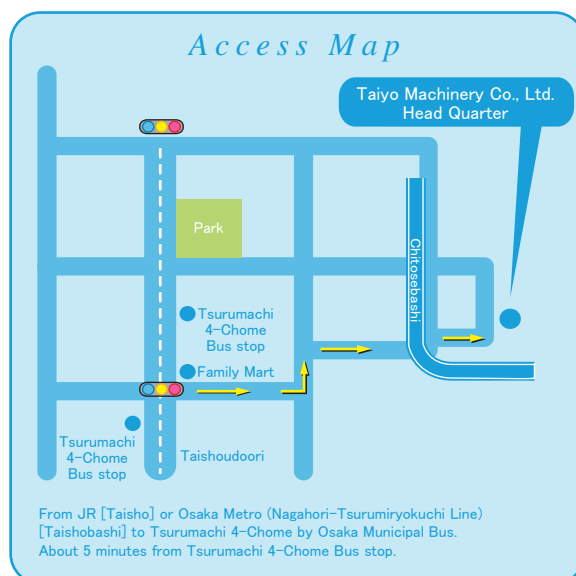 Access Map
Taiyo Machinery Co., Ltd.
Head Quarter
Park
Chitosebashi
Tsurumachi
4-Chome
Bus stop
Family Mart
Tsurumachi
4-Chome
Bus stop
Taishoudoori
From JR [Taisho] or Osaka Metro (Nagahori-Tsurumiryokuchi Line)
[Taishobashi] to Tsurumachi 4-Chome by Osaka Municipal Bus.
About 5 minutes from Tsurumachi 4-Chome Bus stop.